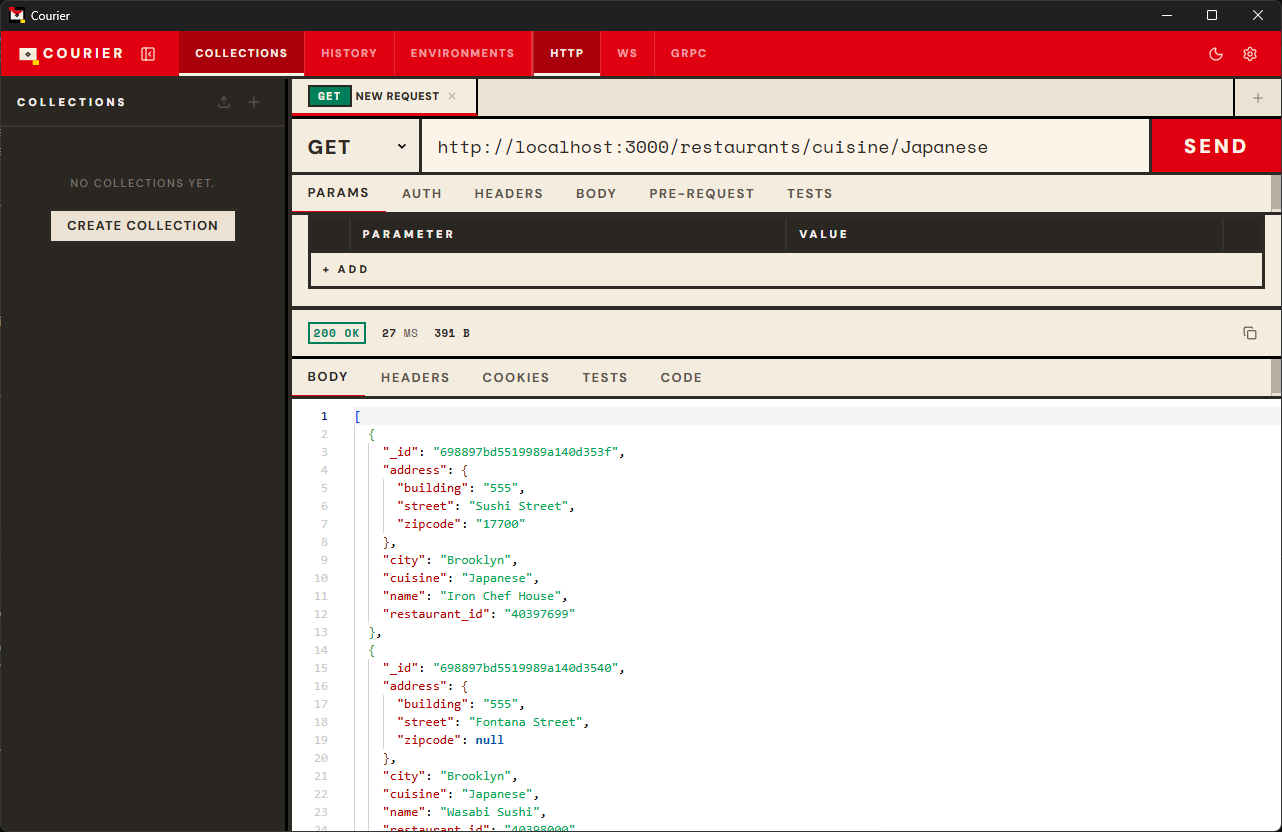 Courier
COURIER COLLECTIONS HISTORY ENVIRONMENTS HTTP WS GRPC
COLLECTIONS
NO COLLECTIONS YET.
CREATE COLLECTION
GET NEW REQUEST
GET http://localhost:3000/restaurants/cuisine/Japanese SEND
PARAMS AUTH HEADERS BODY PRE-REQUEST TESTS
PARAMETER VALUE
+ ADD
200 OK 27 MS 391 B
BODY HEADERS COOKIES TESTS CODE
1 [
2 {
3 "_id": "698897bd5519989a140d353f",
4 "address": {
5 "building": "555",
6 "street": "Sushi Street",
7 "zipcode": "17700"
8 },
9 "city": "Brooklyn",
10 "cuisine": "Japanese",
11 "name": "Iron Chef House",
12 "restaurant_id": "40397699"
13 },
14 {
15 "_id": "698897bd5519989a140d3540",
16 "address": {
17 "building": "555",
18 "street": "Fontana Street",
19 "zipcode": null
20 },
21 "city": "Brooklyn",
22 "cuisine": "Japanese",
23 "name": "Wasabi Sushi",
24 "restaurant_id": "40398000"